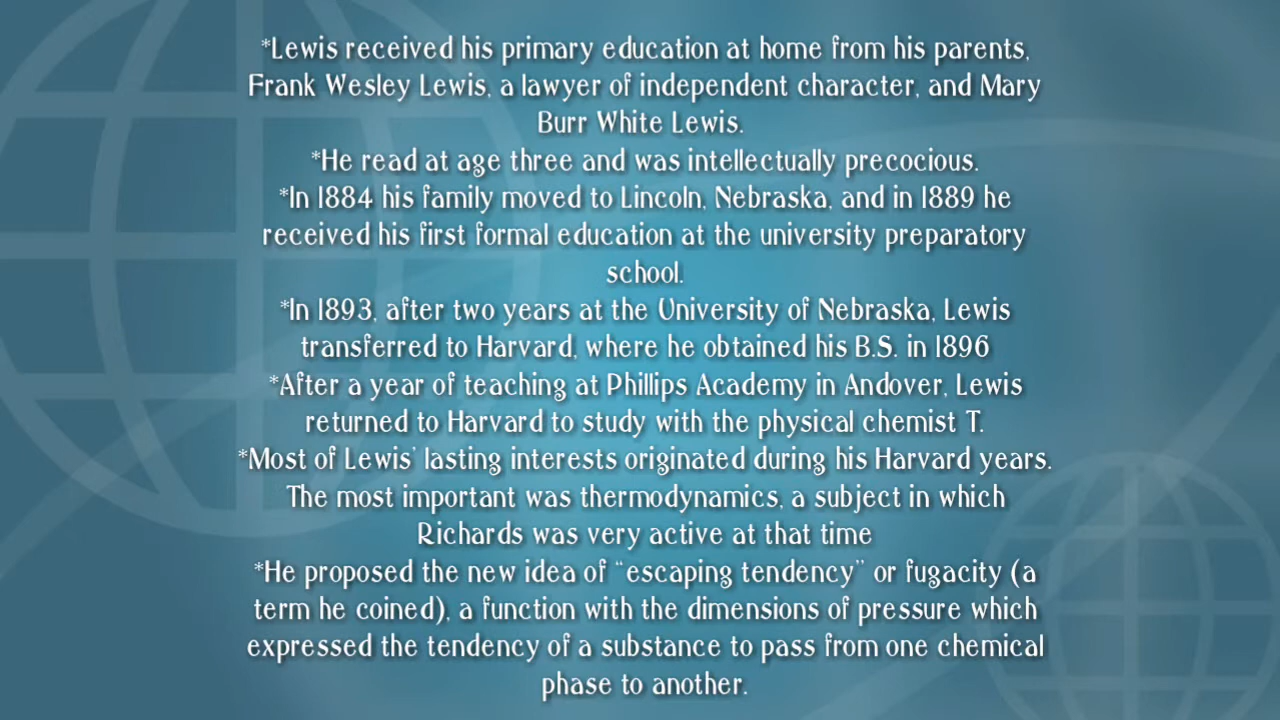 *Lewis received his primary education at home from his parents,
Frank Wesley Lewis, a lawyer of independent character, and Mary
Burr White Lewis.
*He read at age three and was intellectually precocious.
*In 1884 his family moved to Lincoln, Nebraska, and in 1889 he
received his first formal education at the university preparatory
school.
*In 1893, after two years at the University of Nebraska, Lewis
transferred to Harvard, where he obtained his B.S. in 1896
*After a year of teaching at Phillips Academy in Andover, Lewis
returned to Harvard to study with the physical chemist T.
*Most of Lewis’ lasting interests originated during his Harvard years.
The most important was thermodynamics, a subject in which
Richards was very active at that time
*He proposed the new idea of “escaping tendency” or fugacity (a
term he coined), a function with the dimensions of pressure which
expressed the tendency of a substance to pass from one chemical
phase to another.